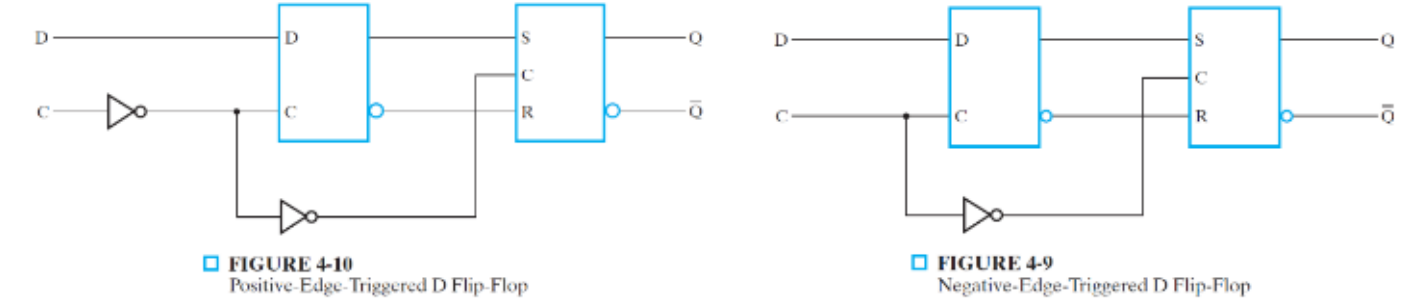 D D S Q
C
C C R Q̅
FIGURE 4-10
Positive-Edge-Triggered D Flip-Flop
D D S Q
C
C C R Q̅
FIGURE 4-9
Negative-Edge-Triggered D Flip-Flop